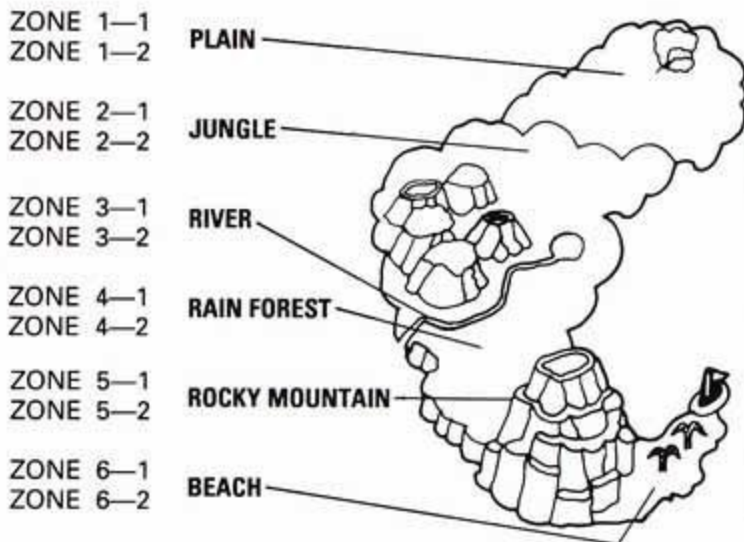 ZONE 1—1
ZONE 1—2
PLAIN
ZONE 2—1
ZONE 2—2
JUNGLE
ZONE 3—1
ZONE 3—2
RIVER
ZONE 4—1
ZONE 4—2
RAIN FOREST
ZONE 5—1
ZONE 5—2
ROCKY MOUNTAIN
ZONE 6—1
ZONE 6—2
BEACH